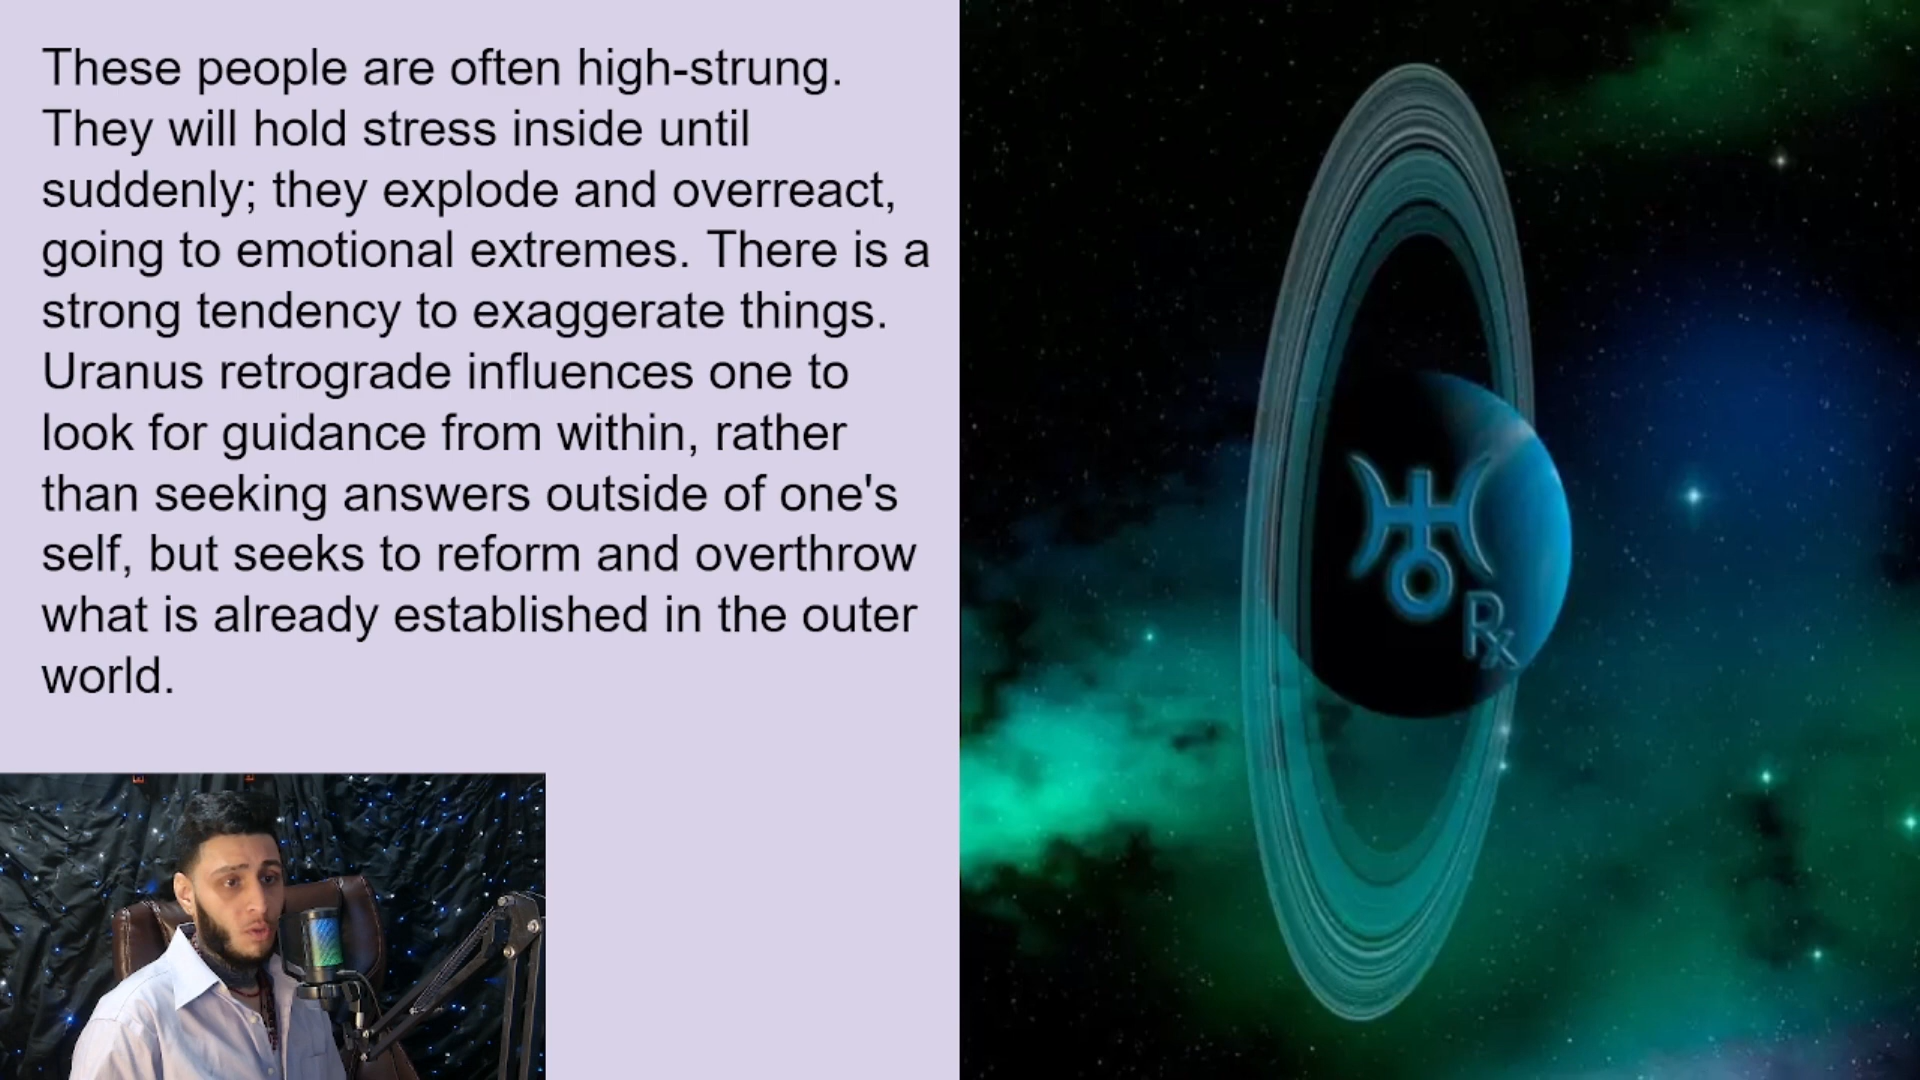 These people are often high-strung.
They will hold stress inside until
suddenly; they explode and overreact,
going to emotional extremes. There is a
strong tendency to exaggerate things.
Uranus retrograde influences one to
look for guidance from within, rather
than seeking answers outside of one's
self, but seeks to reform and overthrow
what is already established in the outer
world.
♅
℞